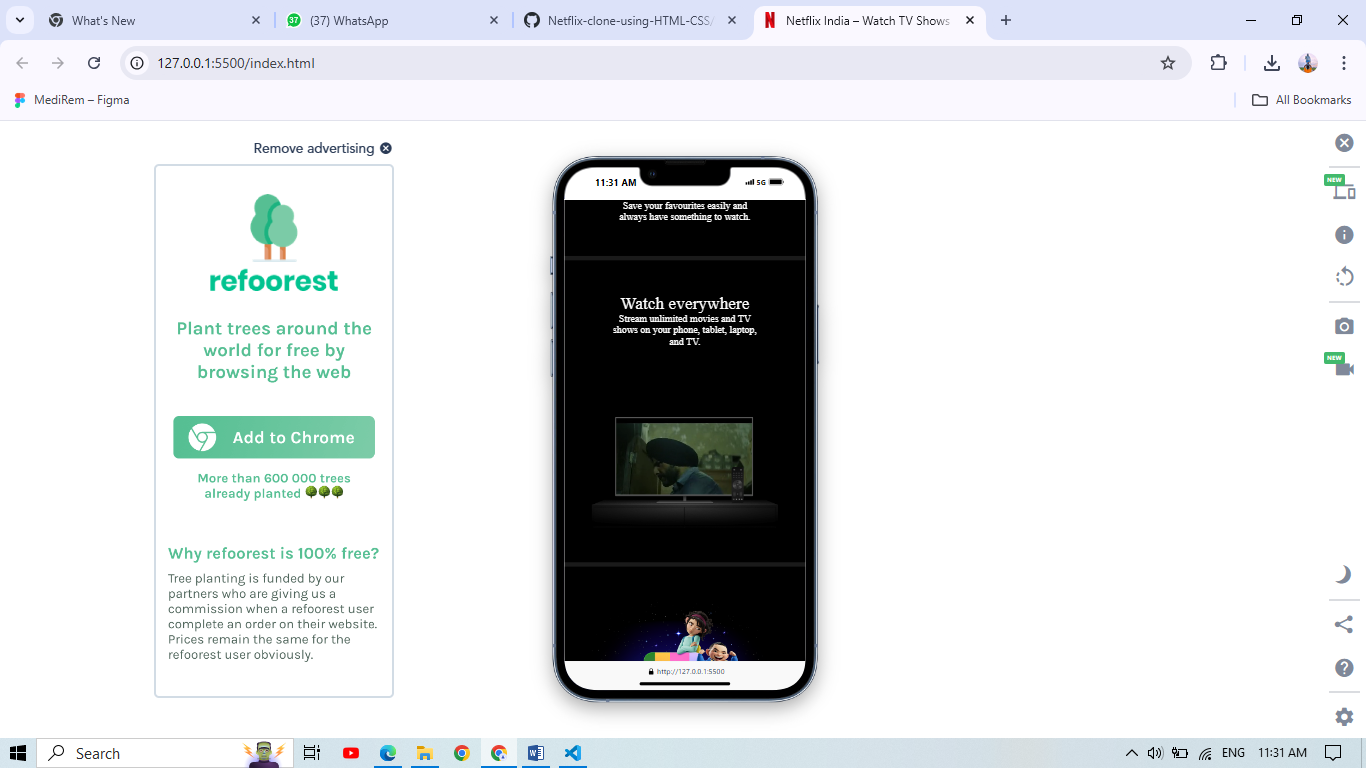 What's New
(37) WhatsApp
Netflix-clone-using-HTML-CSS/
Netflix India – Watch TV Shows
127.0.0.1:5500/index.html
MediRem – Figma
All Bookmarks
Remove advertising
refoorest
Plant trees around the
world for free by
browsing the web
Add to Chrome
More than 600 000 trees
already planted 🌳🌳🌳
Why refoorest is 100% free?
Tree planting is funded by our
partners who are giving us a
commission when a refoorest user
complete an order on their website.
Prices remain the same for the
refoorest user obviously.
11:31 AM
5G
Save your favourites easily and
always have something to watch.
Watch everywhere
Stream unlimited movies and TV
shows on your phone, tablet, laptop,
and TV.
http://127.0.0.1:5500
NEW
NEW
Search
ENG
11:31 AM